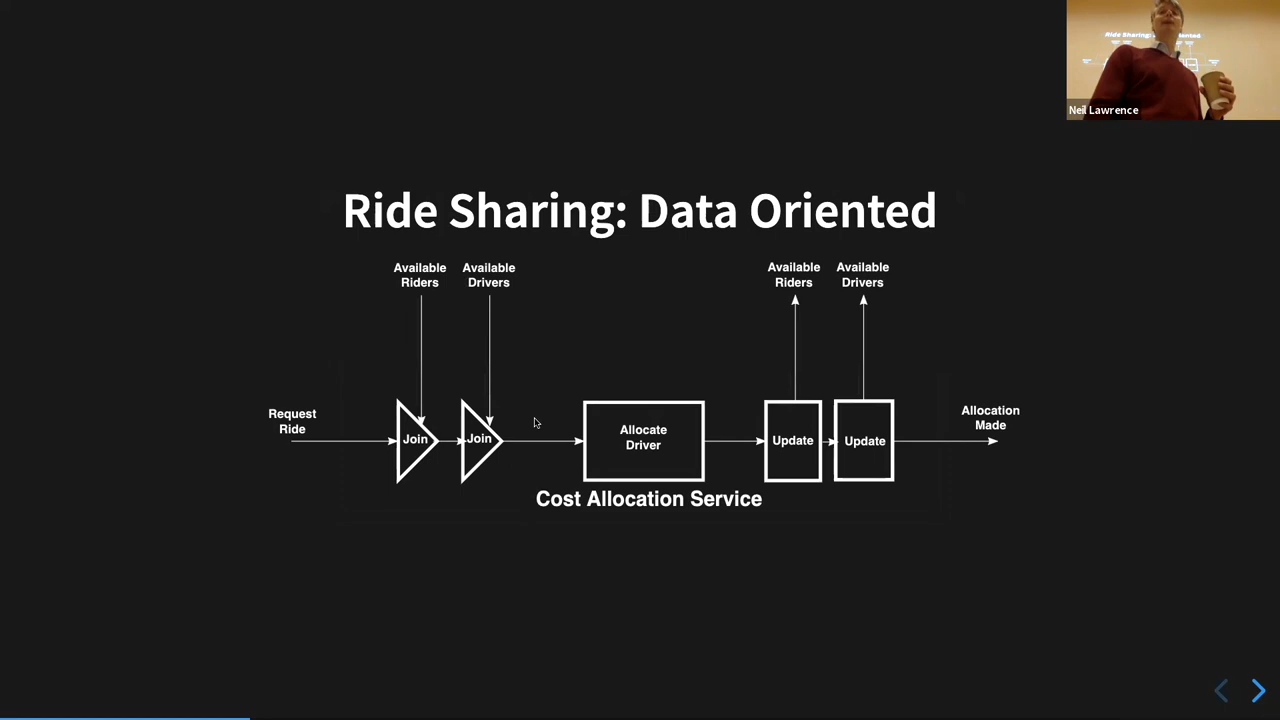 Neil Lawrence
Ride Sharing: Data Oriented
Available
Riders
Available
Drivers
Available
Riders
Available
Drivers
Request
Ride
Join
Join
Allocate
Driver
Update
Update
Allocation
Made
Cost Allocation Service